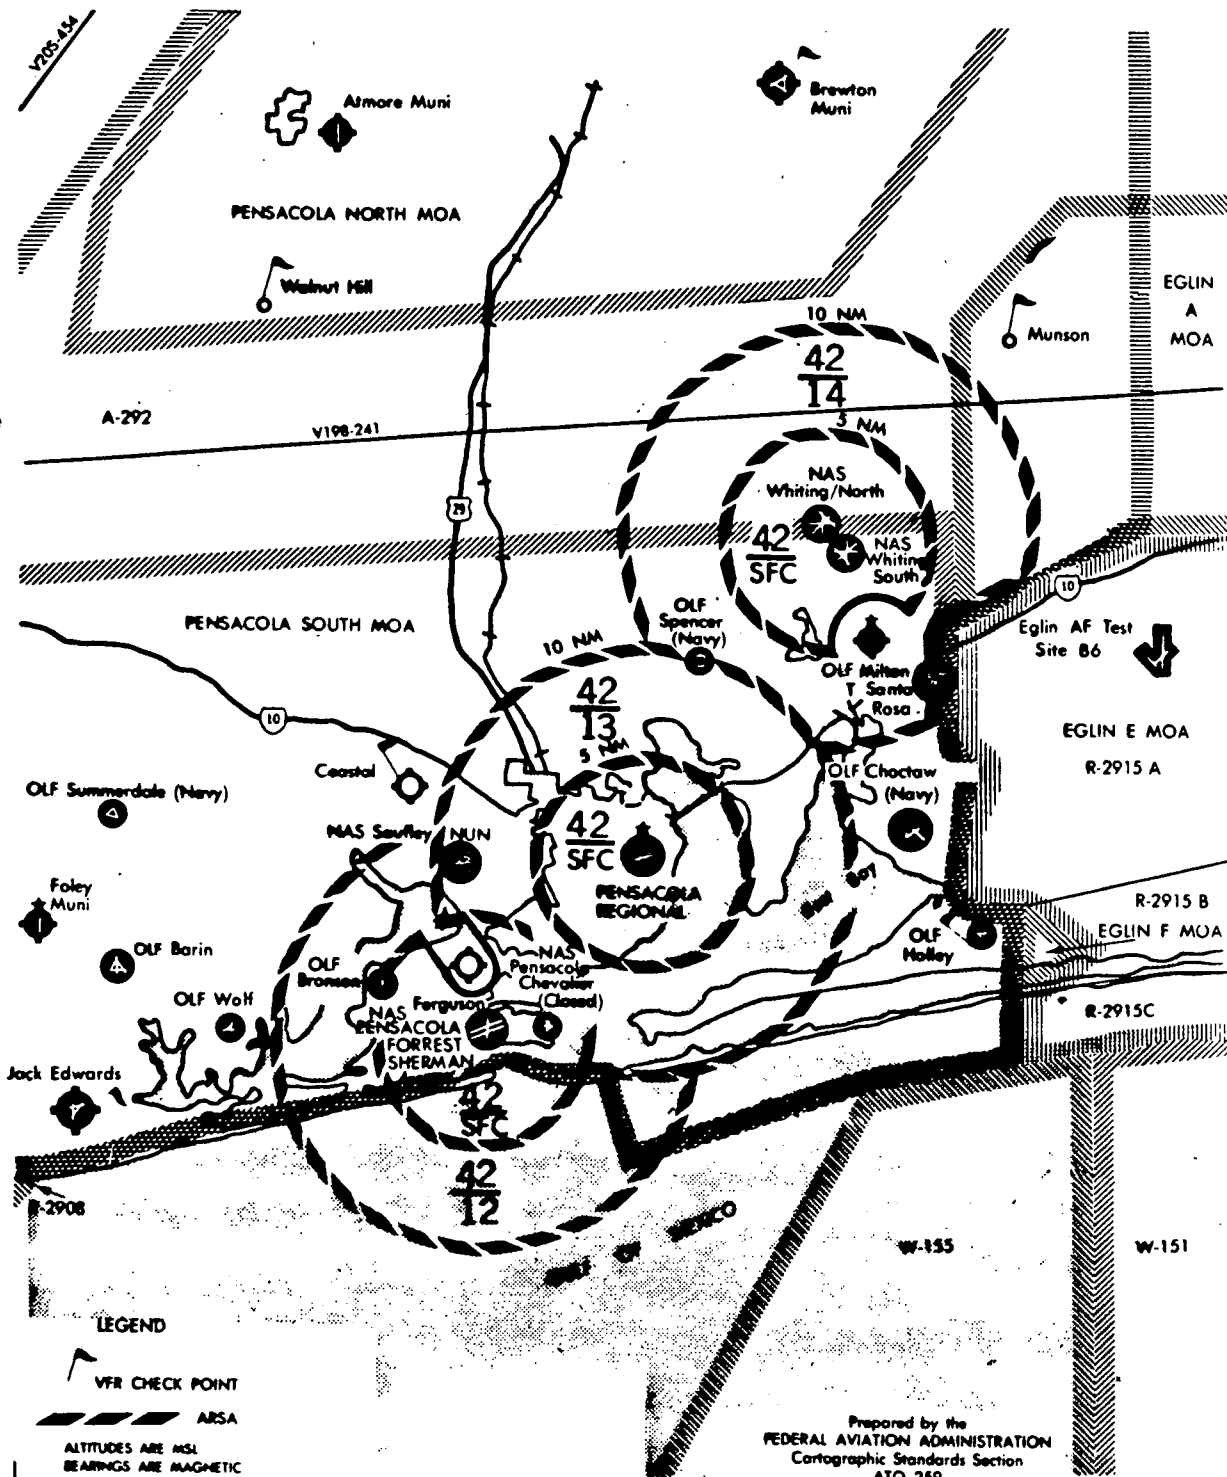 V205-454
Atmore Muni
Brewton
Muni
PENSACOLA NORTH MOA
Walnut Hill
EGLIN
A
MOA
Munson
10 NM
42
14
A-292
V198-241
5 NM
NAS
Whiting/North
29
42
SFC
NAS
Whiting
South
10
PENSACOLA SOUTH MOA
OLF
Spencer
(Navy)
Eglin AF Test
Site B6
10 NM
OLF Milton
T Santa
Rosa
42
13
10
5 NM
EGLIN E MOA
R-2915 A
Coastal
OLF Choctaw
(Navy)
OLF Summerdale (Navy)
NAS Saufley
NUN
42
SFC
PENSACOLA
REGIONAL
Foley
Muni
R-2915 B
EGLIN F MOA
OLF
Holley
OLF Barin
OLF
Bronson
NAS
Pensacola
Chevalier
(Closed)
Ferguson
OLF Wolf
NAS
PENSACOLA
FORREST
SHERMAN
R-2915C
Jack Edwards
42
SFC
42
12
R-2908
MEXICO
W-155
W-151
LEGEND
VFR CHECK POINT
ARSA
ALTITUDES ARE MSL
BEARINGS ARE MAGNETIC
Prepared by the
FEDERAL AVIATION ADMINISTRATION
Cartographic Standards Section
ATO-259